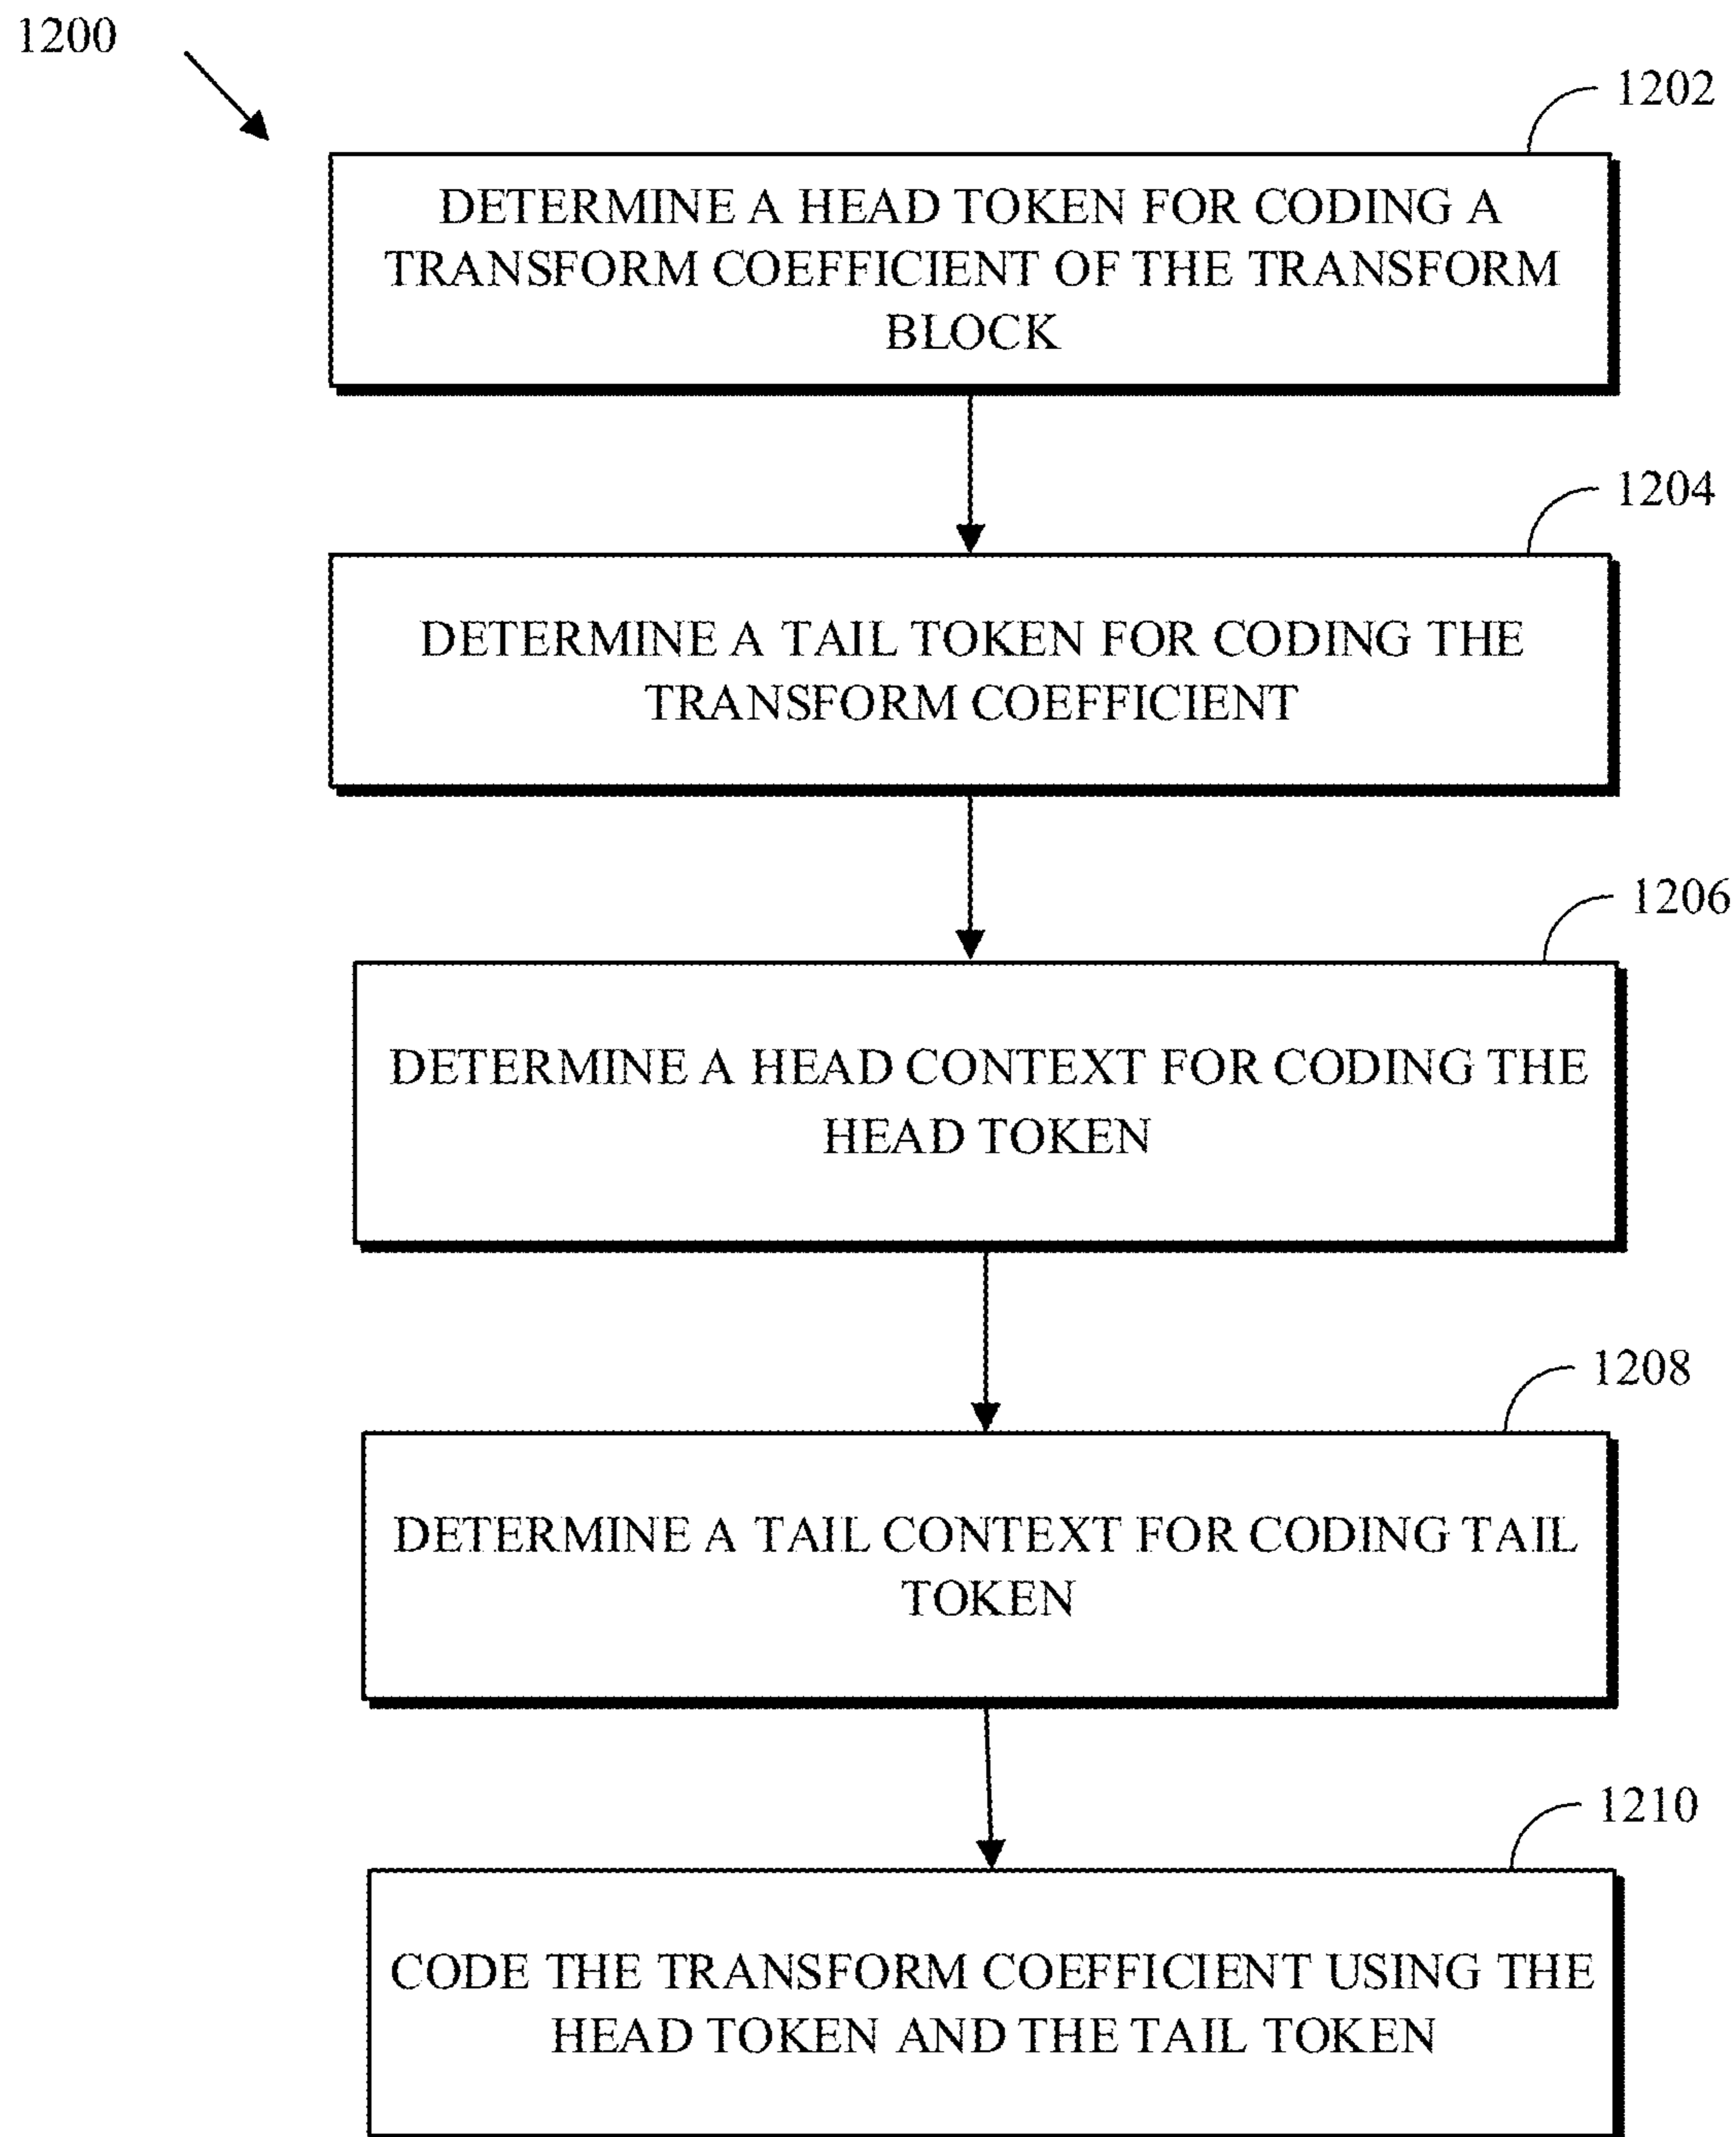 1200
1202
DETERMINE A HEAD TOKEN FOR CODING A
TRANSFORM COEFFICIENT OF THE TRANSFORM
BLOCK
1204
DETERMINE A TAIL TOKEN FOR CODING THE
TRANSFORM COEFFICIENT
1206
DETERMINE A HEAD CONTEXT FOR CODING THE
HEAD TOKEN
1208
DETERMINE A TAIL CONTEXT FOR CODING TAIL
TOKEN
1210
CODE THE TRANSFORM COEFFICIENT USING THE
HEAD TOKEN AND THE TAIL TOKEN